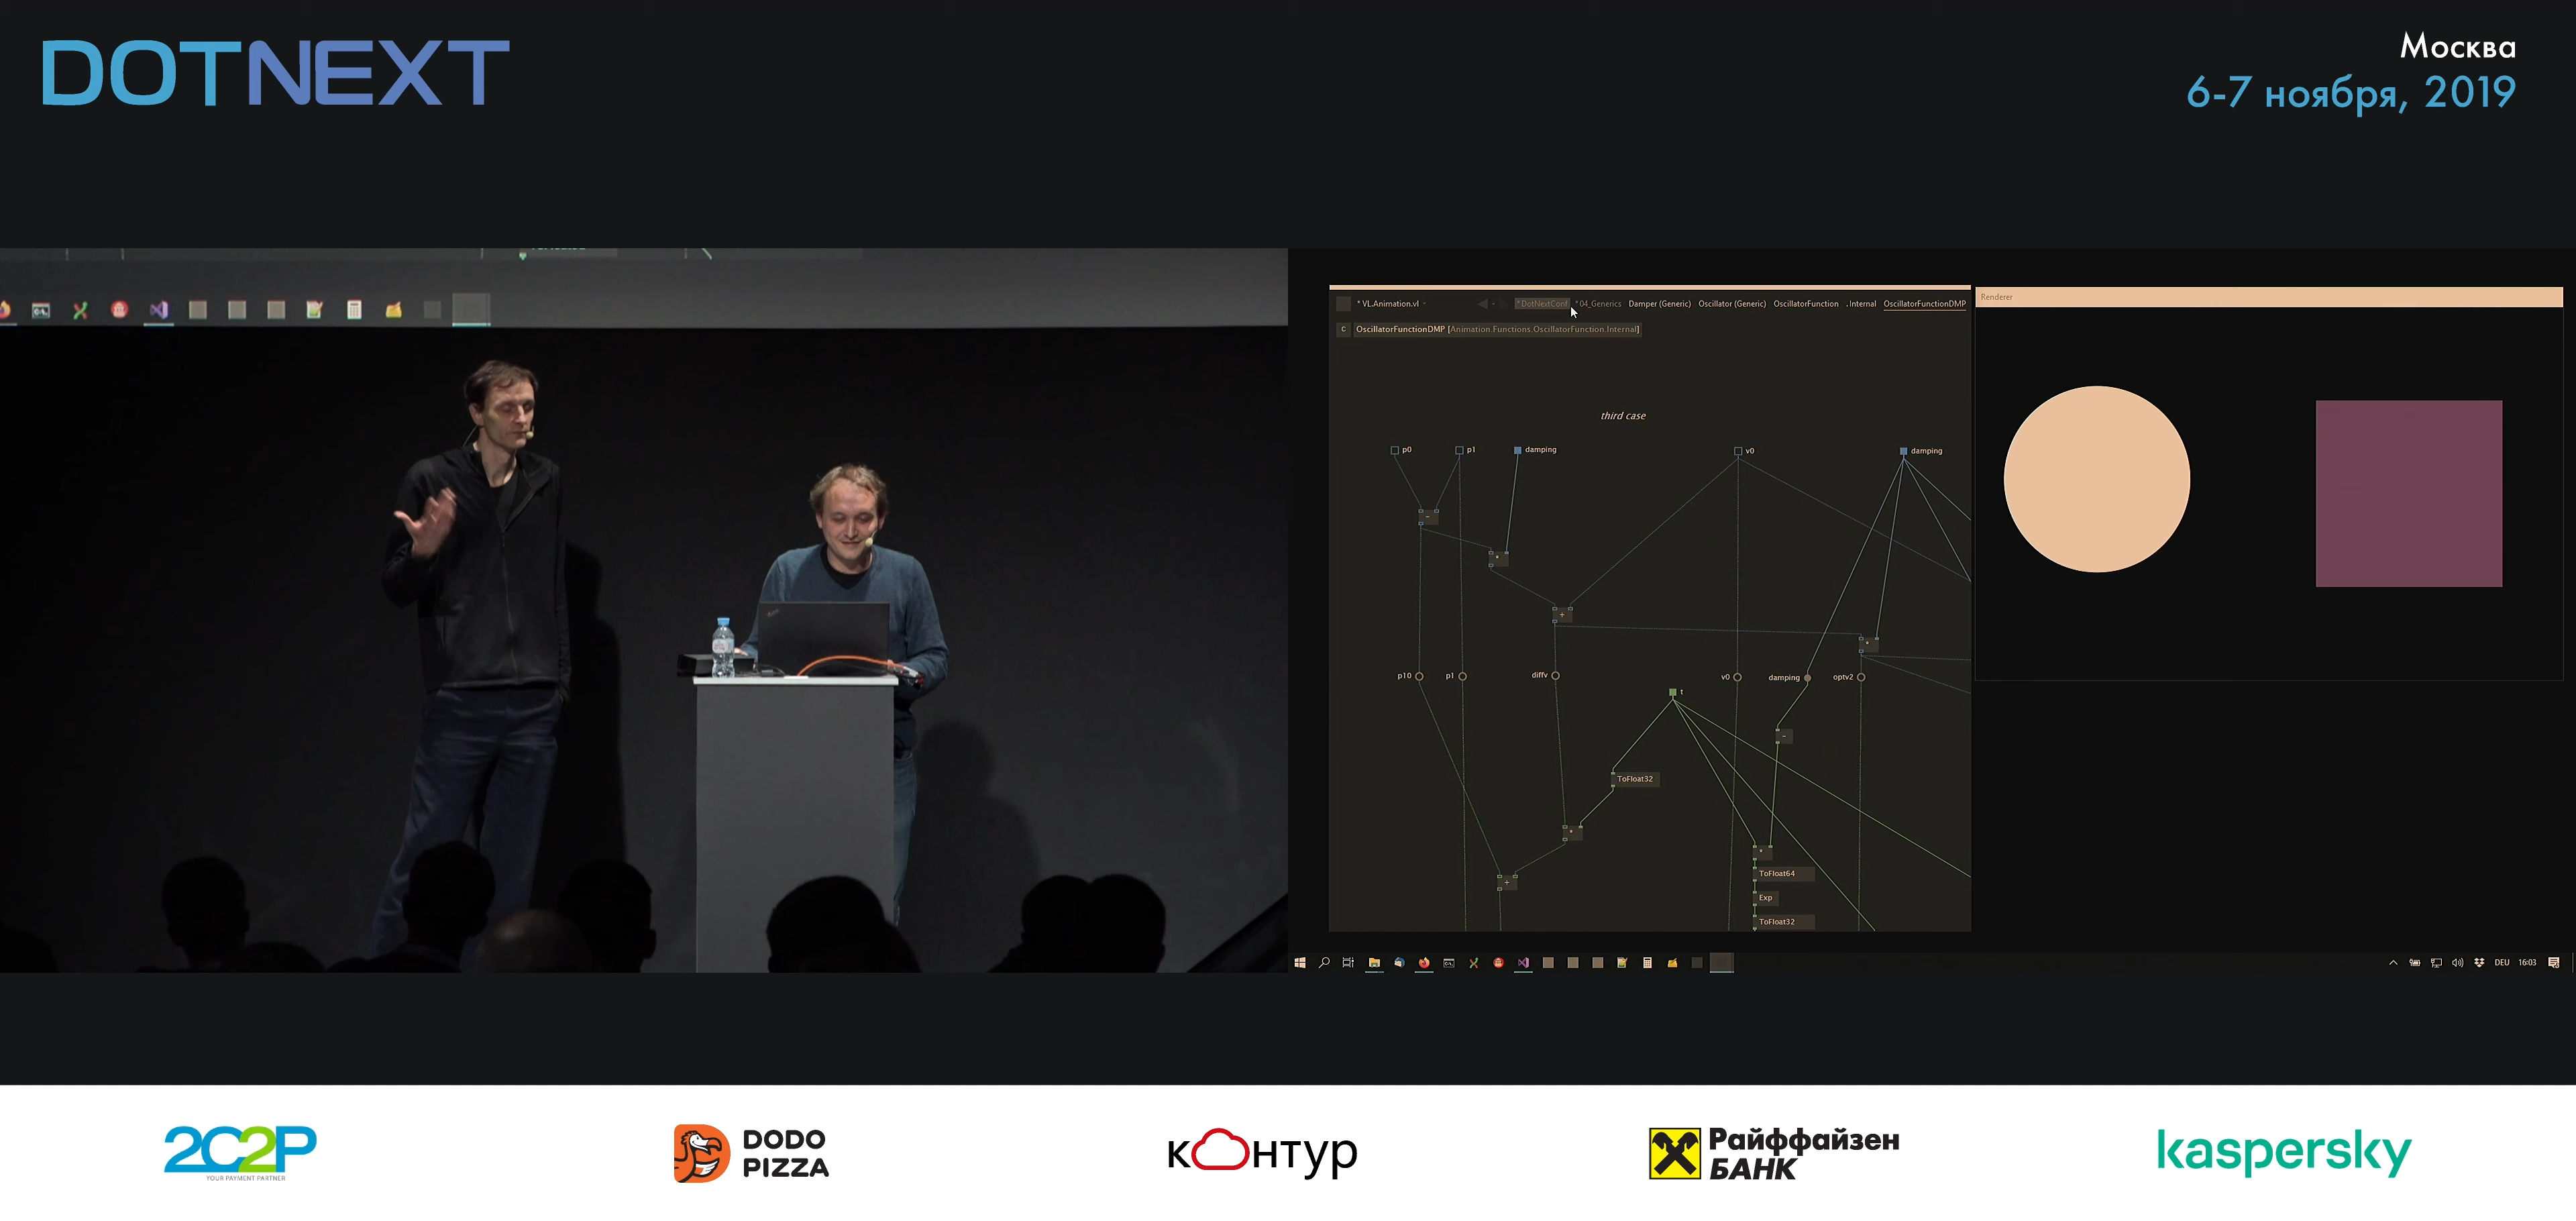 DOTNEXT
Москва
6-7 ноября, 2019
* VL.Animation.vl
* DotNextConf
* 04_Generics
Damper (Generic)
Oscillator (Generic)
OscillatorFunction
.Internal
OscillatorFunctionDMP
Renderer
C
OscillatorFunctionDMP [Animation.Functions.OscillatorFunction.Internal]
third case
p0
p1
damping
v0
damping
-
*
+
*
p10
p1
diffv
v0
damping
optv2
t
-
ToFloat32
*
*
ToFloat64
+
Exp
ToFloat32
DEU
16:03
2C2P
YOUR PAYMENT PARTNER
DODO
PIZZA
контур
Райффайзен
БАНК
kaspersky